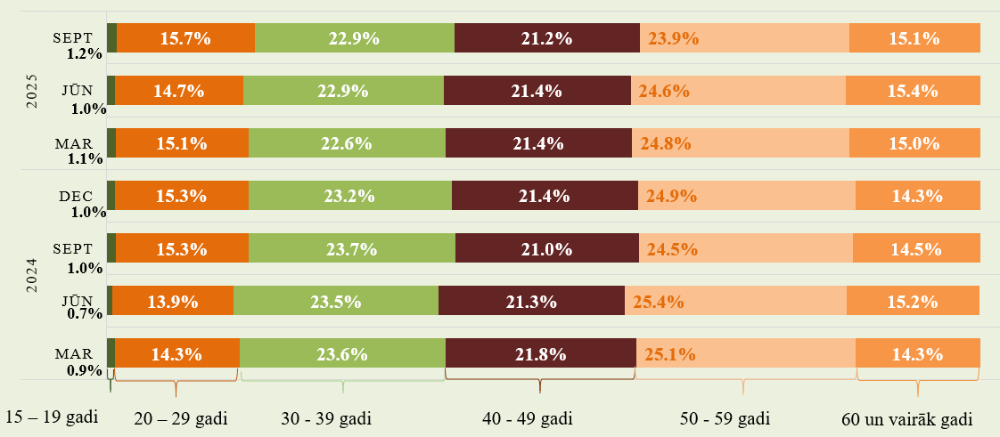 2025
SEPT 15.7% 22.9% 21.2% 23.9% 15.1%
1.2%
JŪN 14.7% 22.9% 21.4% 24.6% 15.4%
1.0%
MAR 15.1% 22.6% 21.4% 24.8% 15.0%
1.1%
2024
DEC 15.3% 23.2% 21.4% 24.9% 14.3%
1.0%
SEPT 15.3% 23.7% 21.0% 24.5% 14.5%
1.0%
JŪN 13.9% 23.5% 21.3% 25.4% 15.2%
0.7%
MAR 14.3% 23.6% 21.8% 25.1% 14.3%
0.9%
15 – 19 gadi 20 – 29 gadi 30 - 39 gadi 40 - 49 gadi 50 - 59 gadi 60 un vairāk gadi